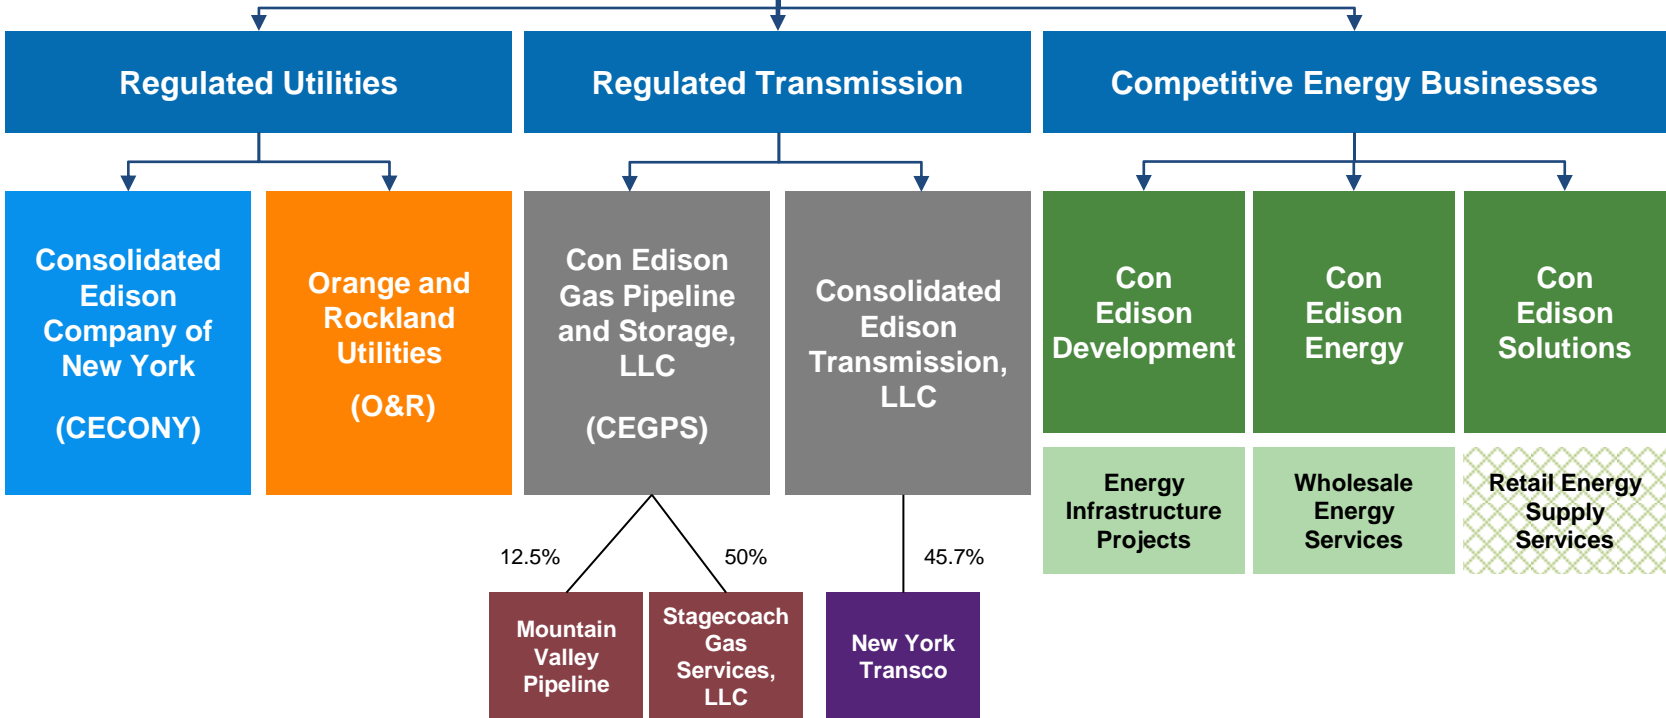 Regulated Utilities
Regulated Transmission
Competitive Energy Businesses
Consolidated
Edison
Company of
New York
(CECONY)
Orange and
Rockland
Utilities
(O&R)
Con Edison
Gas Pipeline
and Storage,
LLC
(CEGPS)
Consolidated
Edison
Transmission,
LLC
Con
Edison
Development
Con
Edison
Energy
Con
Edison
Solutions
Energy
Infrastructure
Projects
Wholesale
Energy
Services
Retail Energy
Supply
Services
12.5%
50%
45.7%
Mountain
Valley
Pipeline
Stagecoach
Gas
Services,
LLC
New York
Transco